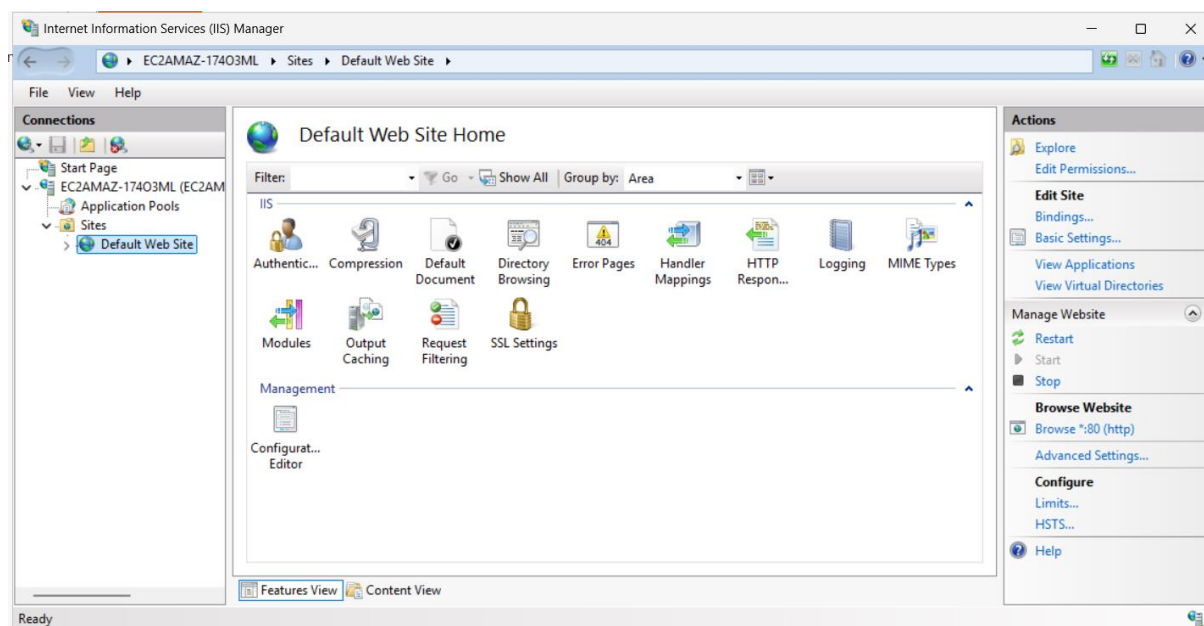 Internet Information Services (IIS) Manager
EC2AMAZ-174O3ML Sites Default Web Site
File View Help
Connections
Start Page
EC2AMAZ-174O3ML (EC2AM
Application Pools
Sites
Default Web Site
Default Web Site Home
Filter: Go Show All Group by: Area
IIS
Authentic... Compression Default Document Directory Browsing Error Pages Handler Mappings HTTP Respon... Logging MIME Types
Modules Output Caching Request Filtering SSL Settings
Management
Configurat... Editor
Features View Content View
Actions
Explore
Edit Permissions...
Edit Site
Bindings...
Basic Settings...
View Applications
View Virtual Directories
Manage Website
Restart
Start
Stop
Browse Website
Browse *:80 (http)
Advanced Settings...
Configure
Limits...
HSTS...
Help
Ready